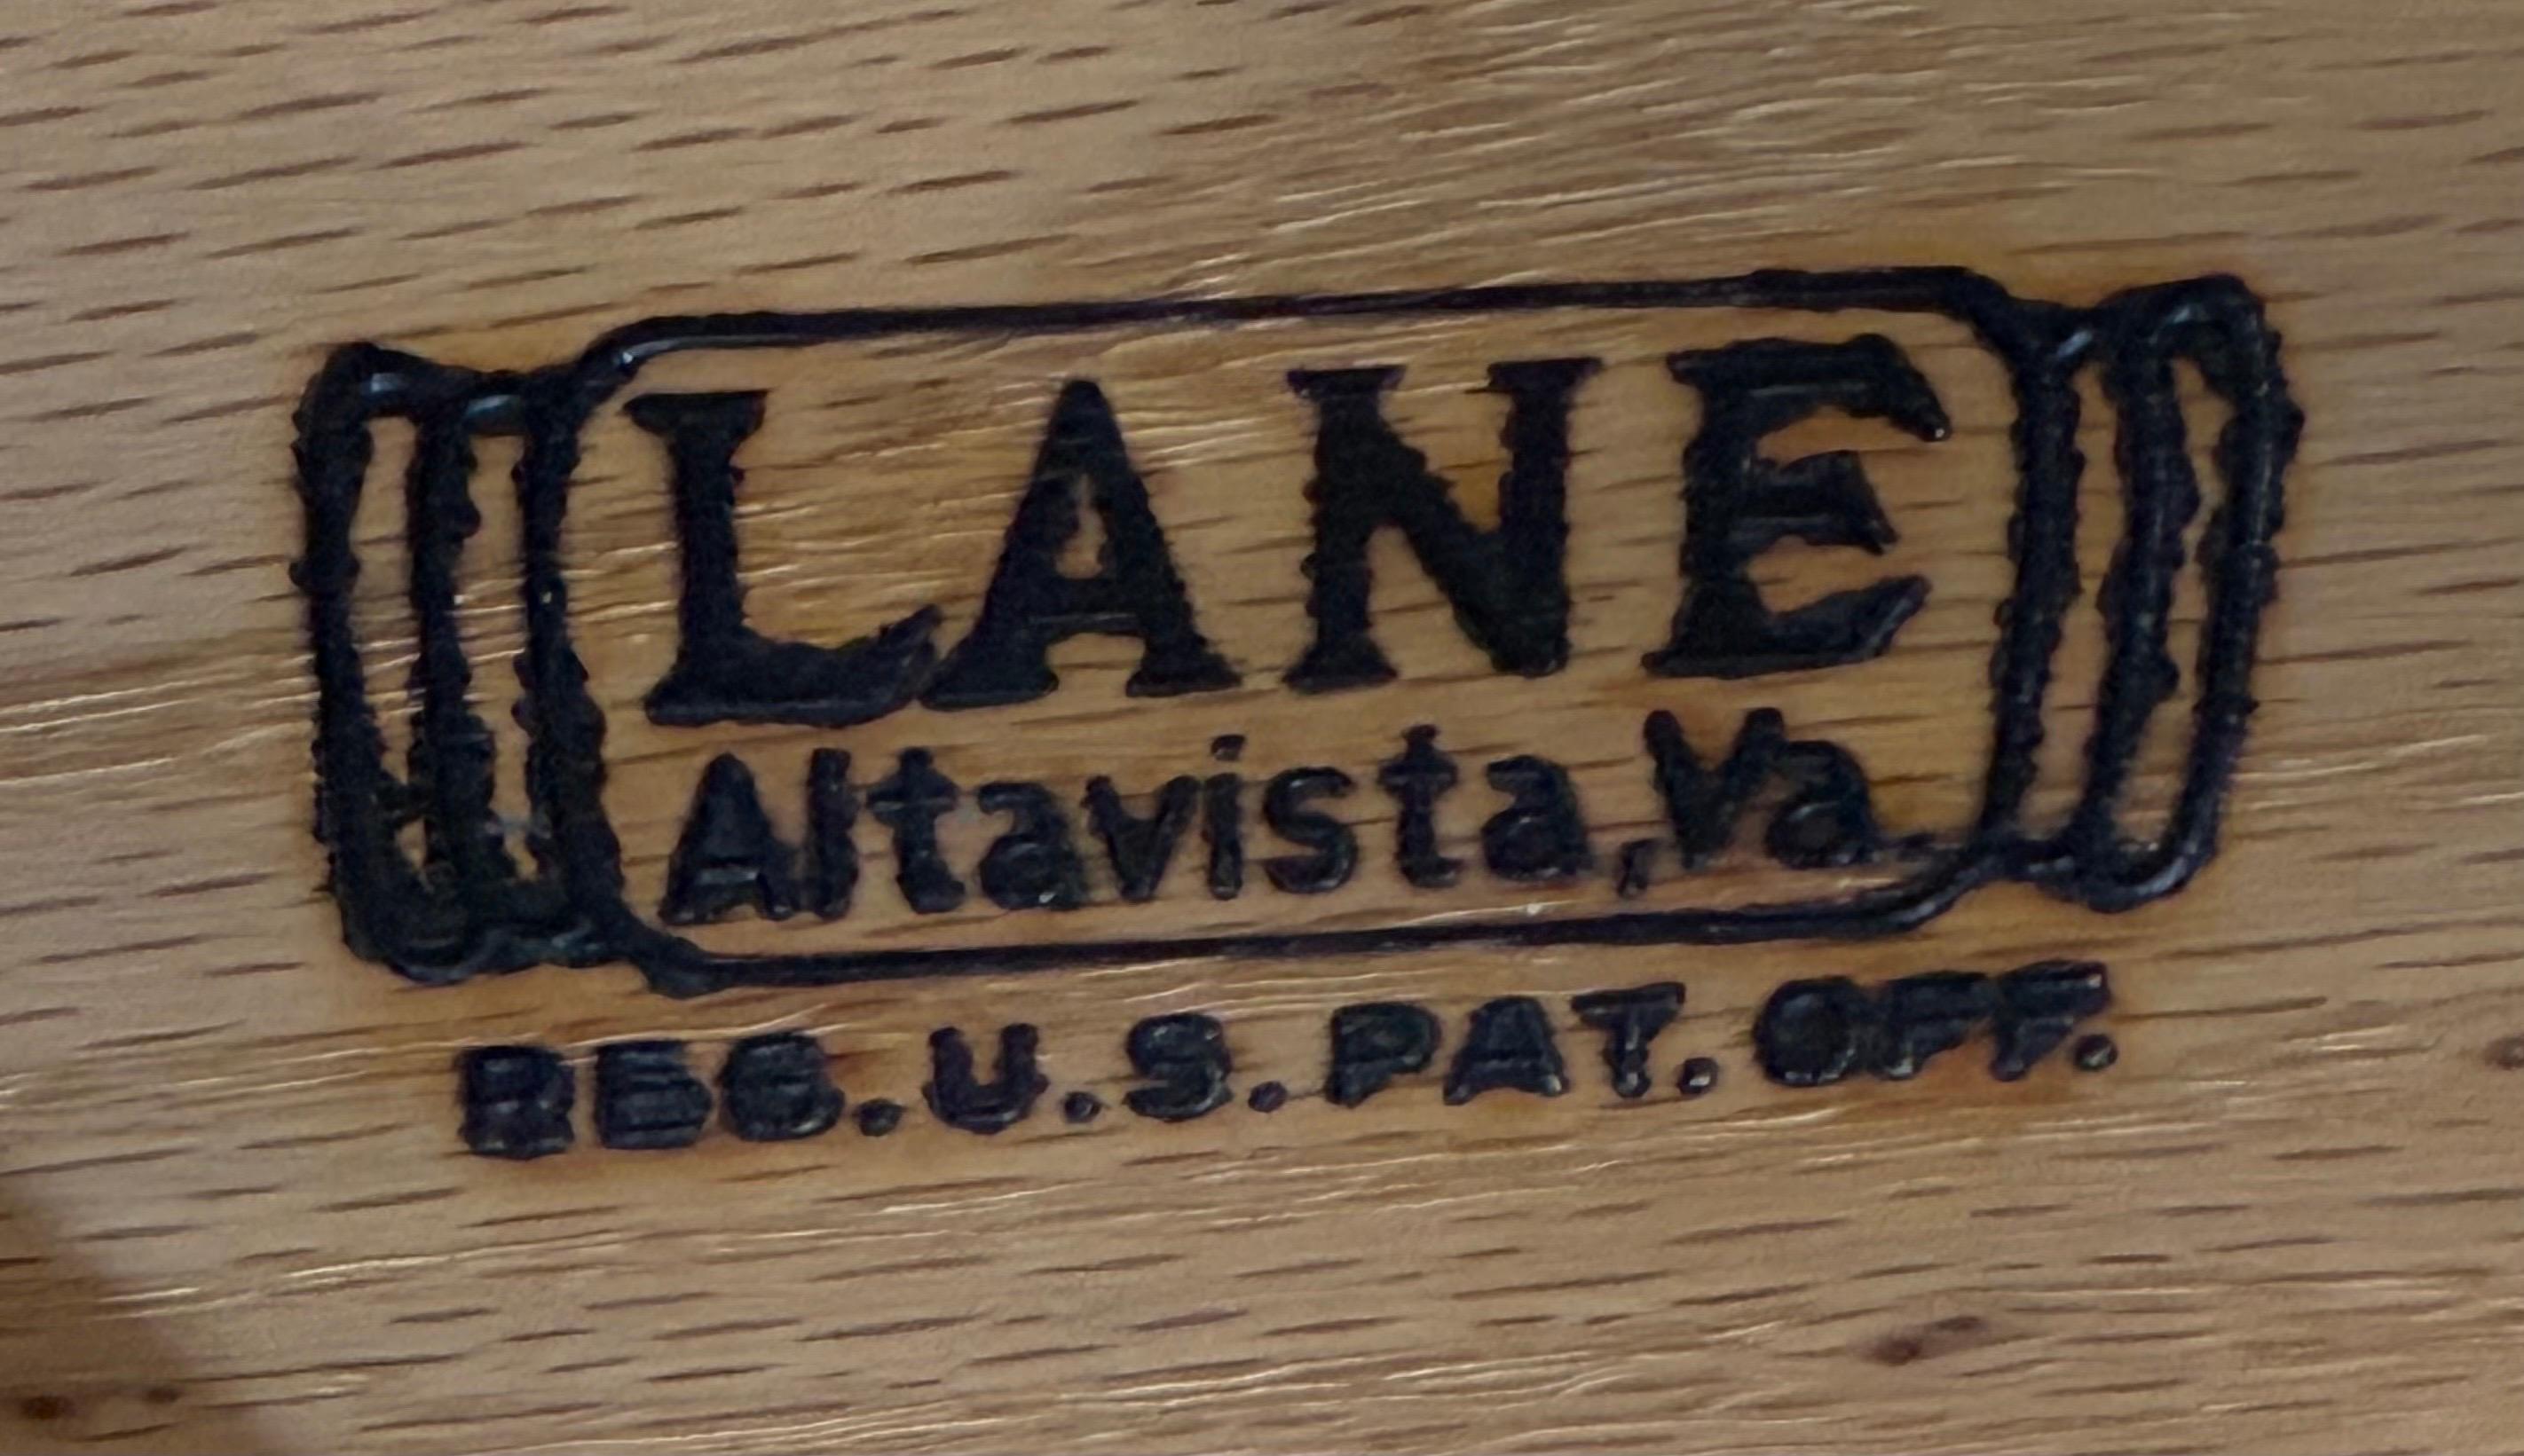 LANE
Altavista, Va.
REG. U.S. PAT. OFF.